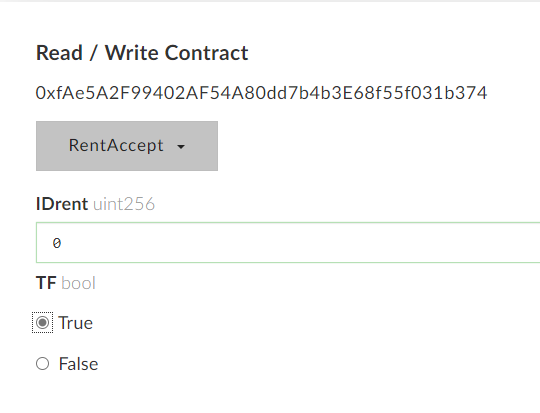 Read / Write Contract
0xfAe5A2F99402AF54A80dd7b4b3E68f55f031b374
RentAccept
IDrent uint256
0
TF bool
True
False